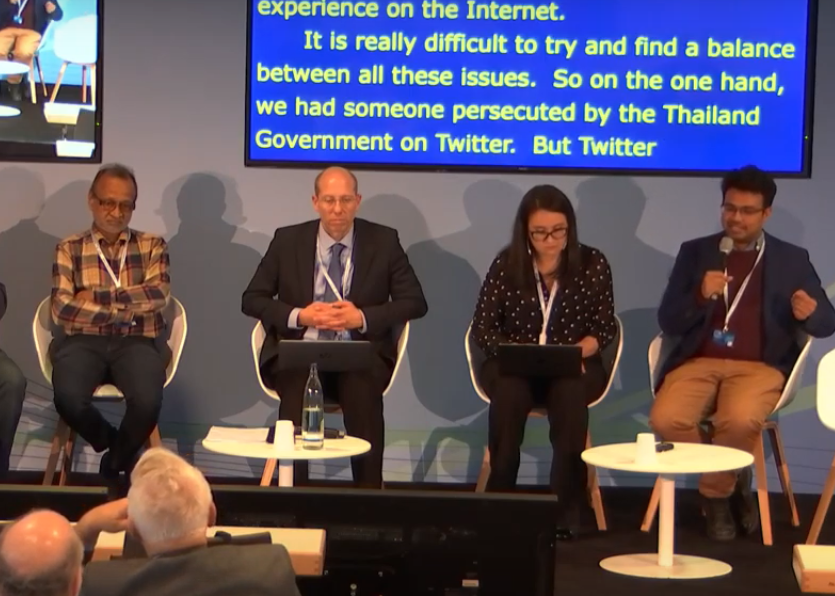 experience on the Internet.
It is really difficult to try and find a balance
between all these issues.  So on the one hand,
we had someone persecuted by the Thailand
Government on Twitter.  But Twitter